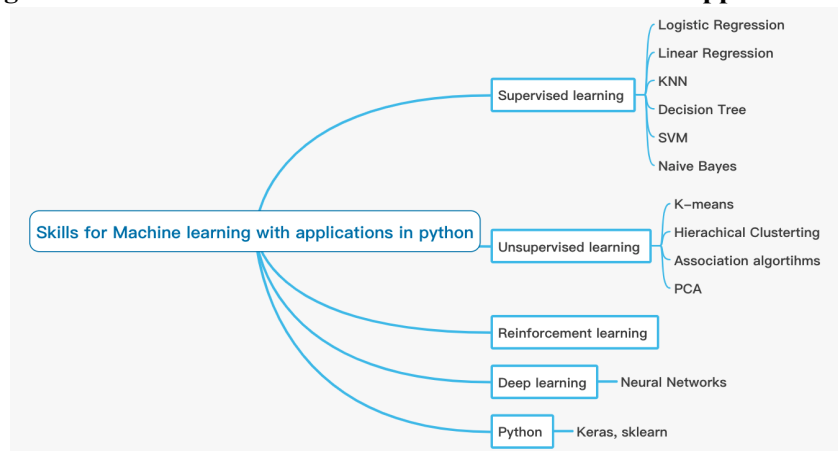 Logistic Regression
Linear Regression
KNN
Supervised learning
Decision Tree
SVM
Naive Bayes
K-means
Skills for Machine learning with applications in python
Hierachical Clusterting
Unsupervised learning
Association algortihms
PCA
Reinforcement learning
Deep learning
Neural Networks
Python
Keras, sklearn